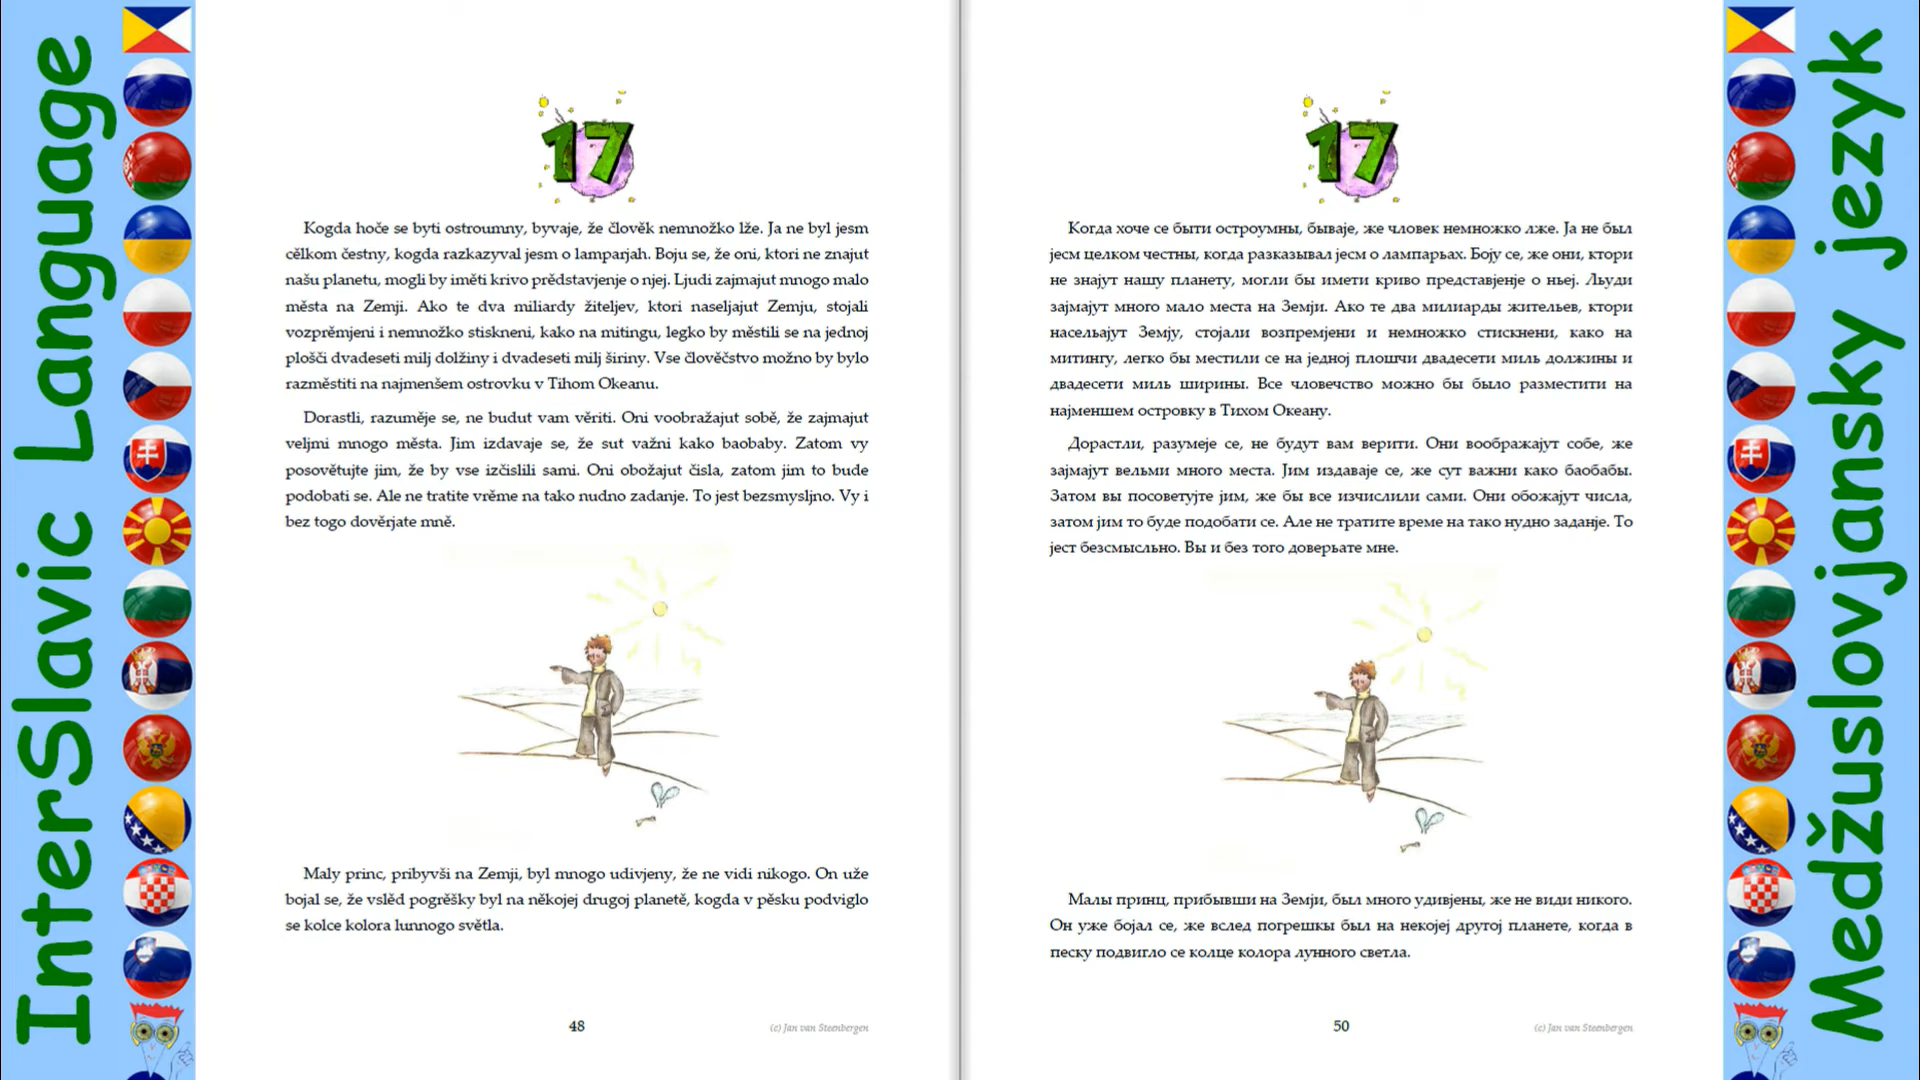 InterSlavic Language
17
Kogda hoče se byti ostroumny, byvaje, že člověk nemnožko lže. Ja ne byl jesm
cělkom čestny, kogda razkazyval jesm o lamparjah. Boju se, že oni, ktori ne znajut
našu planetu, mogli by iměti krivo prědstavjenje o njej. Ljudi zajmajut mnogo malo
města na Zemji. Ako te dva miliardy žiteljev, ktori naseljajut Zemju, stojali
vozprěmjeni i nemnožko stiskneni, kako na mitingu, legko by městili se na jednoj
plošči dvadeseti milj dolžiny i dvadeseti milj širiny. Vse člověčstvo možno by bylo
razměstiti na najmenšem ostrovku v Tihom Okeanu.
Dorastli, razuměje se, ne budut vam věriti. Oni voobražajut sobě, že zajmajut
veljmi mnogo města. Jim izdavaje se, že sut važni kako baobaby. Zatom vy
posovětujte jim, že by vse izčislili sami. Oni obožajut čisla, zatom jim to bude
podobati se. Ale ne tratite vrěme na tako nudno zadanje. To jest bezsmysljno. Vy i
bez togo dověrjate mně.
Maly princ, pribyvši na Zemji, byl mnogo udivjeny, že ne vidi nikogo. On uže
bojal se, že vslěd pogrěšky byl na někojej drugoj planetě, kogda v pěsku podviglo
se kolce kolora lunnogo světla.
48
(c) Jan van Steenbergen
17
Когда хоче се быти остроумны, бываје, же чловек немножко лже. Ја не был
јесм целком честны, когда разказывал јесм о лампарьах. Боју се, же они, ктори
не знајут нашу планету, могли бы имети криво представјенје о ньеј. Льуди
зајмајут много мало места на Земји. Ако те два милиарды жительев, ктори
насельајут Земју, стојали возпремјени и немножко стискнени, како на
митингу, легко бы местили се на једној плошчи двадесети миль должины и
двадесети миль ширины. Все чловечство можно бы было разместити на
најменшем островку в Тихом Океану.
Дорастли, разумеје се, не будут вам верити. Они воображајут собе, же
зајмајут вельми много места. Јим издаваје се, же сут важни како баобабы.
Затом вы посоветујте јим, же бы все изчислили сами. Они обожајут числа,
затом јим то буде подобати се. Але не тратите време на тако нудно заданје. То
јест безсмысльно. Вы и без того доверьате мне.
Малы принц, прибывши на Земји, был много удивјены, же не види никого.
Он уже бојал се, же вслед погрешкы был на некојеј другој планете, когда в
песку подвигло се колце колора лунного светла.
50
(c) Jan van Steenbergen
Medžuslovjansky jezyk